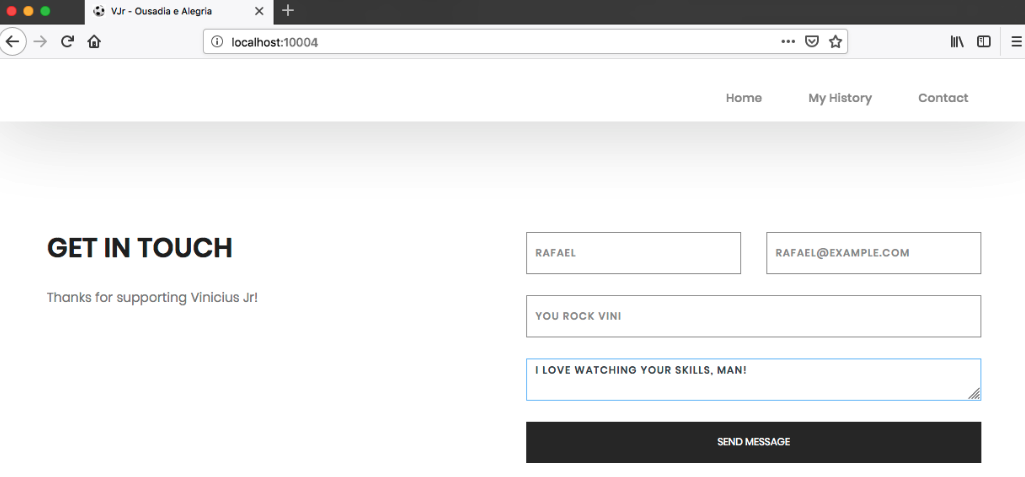 VJr - Ousadia e Alegria
localhost:10004
Home My History Contact
GET IN TOUCH
Thanks for supporting Vinicius Jr!
RAFAEL
RAFAEL@EXAMPLE.COM
YOU ROCK VINI
I LOVE WATCHING YOUR SKILLS, MAN!
SEND MESSAGE